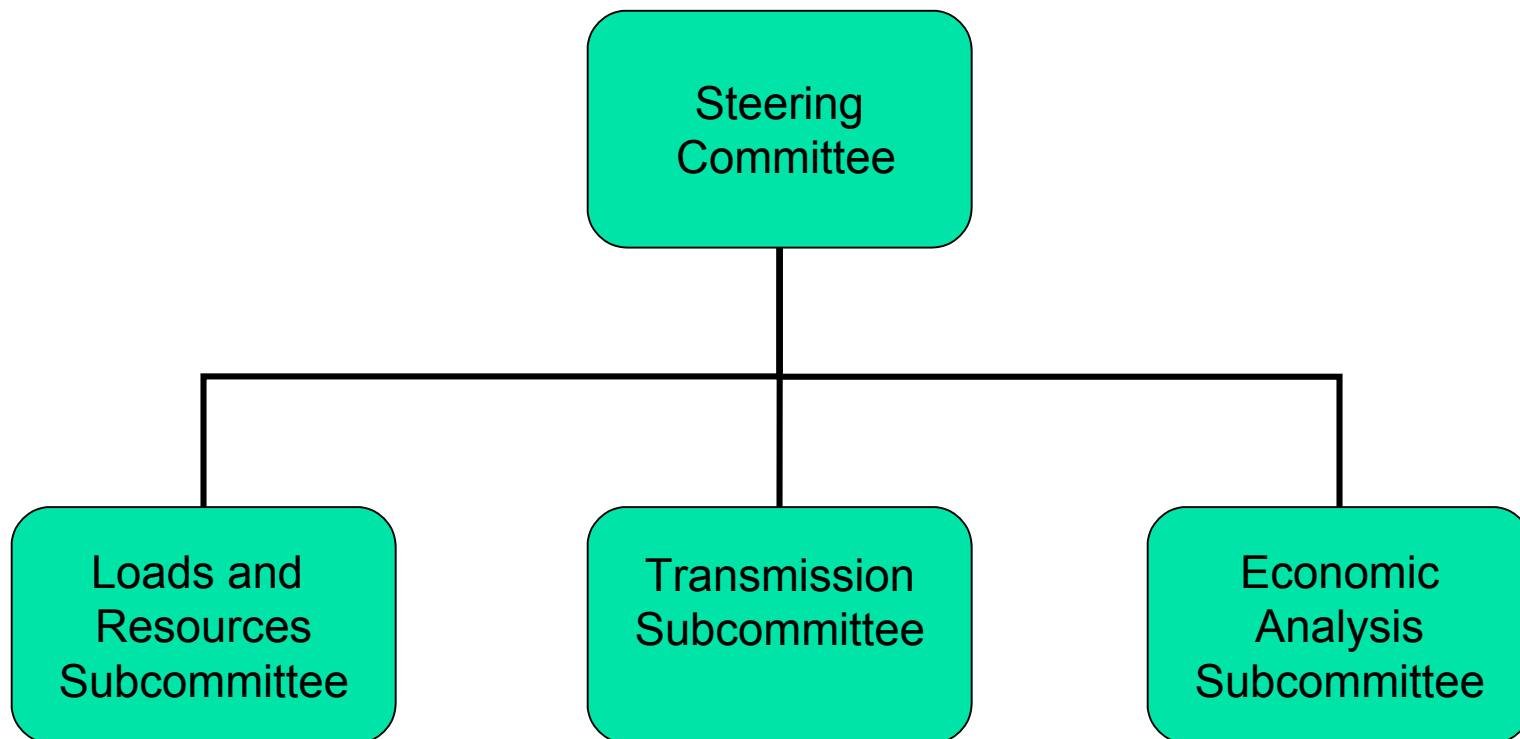 Steering
Committee
Loads and
Resources
Subcommittee
Transmission
Subcommittee
Economic
Analysis
Subcommittee